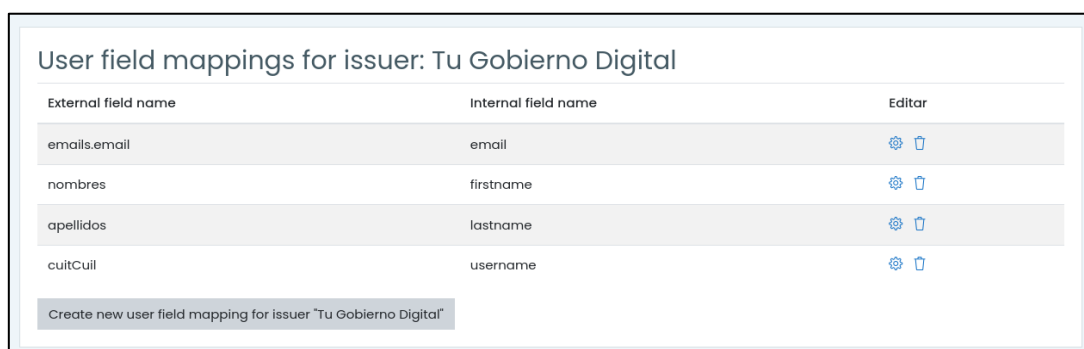 User field mappings for issuer: Tu Gobierno Digital
External field name Internal field name Editar
emails.email email
nombres firstname
apellidos lastname
cuitCuil username
Create new user field mapping for issuer "Tu Gobierno Digital"